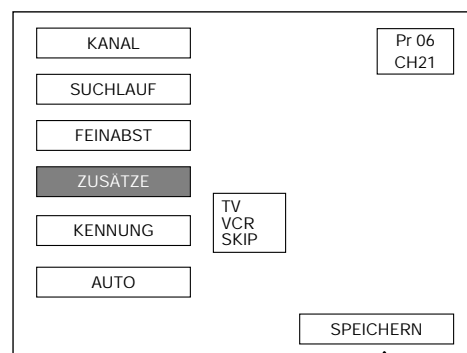 KANAL
Pr 06
CH21
SUCHLAUF
FEINABST
ZUSÄTZE
TV
VCR
SKIP
KENNUNG
AUTO
SPEICHERN